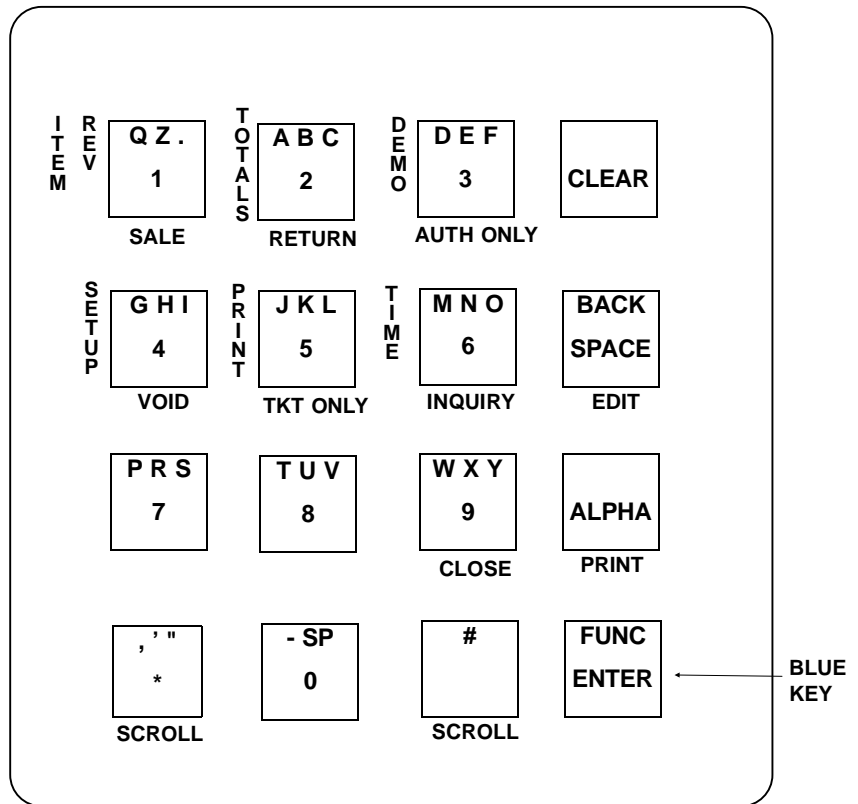 ITEM
REV
Q Z .
1
SALE
TOTALS
A B C
2
RETURN
DEMO
D E F
3
AUTH ONLY
CLEAR
SETUP
G H I
4
VOID
PRINT
J K L
5
TKT ONLY
TIME
M N O
6
INQUIRY
BACK
SPACE
EDIT
P R S
7
T U V
8
W X Y
9
CLOSE
ALPHA
PRINT
, ' "
*
SCROLL
- SP
0
#
SCROLL
FUNC
ENTER
BLUE
KEY